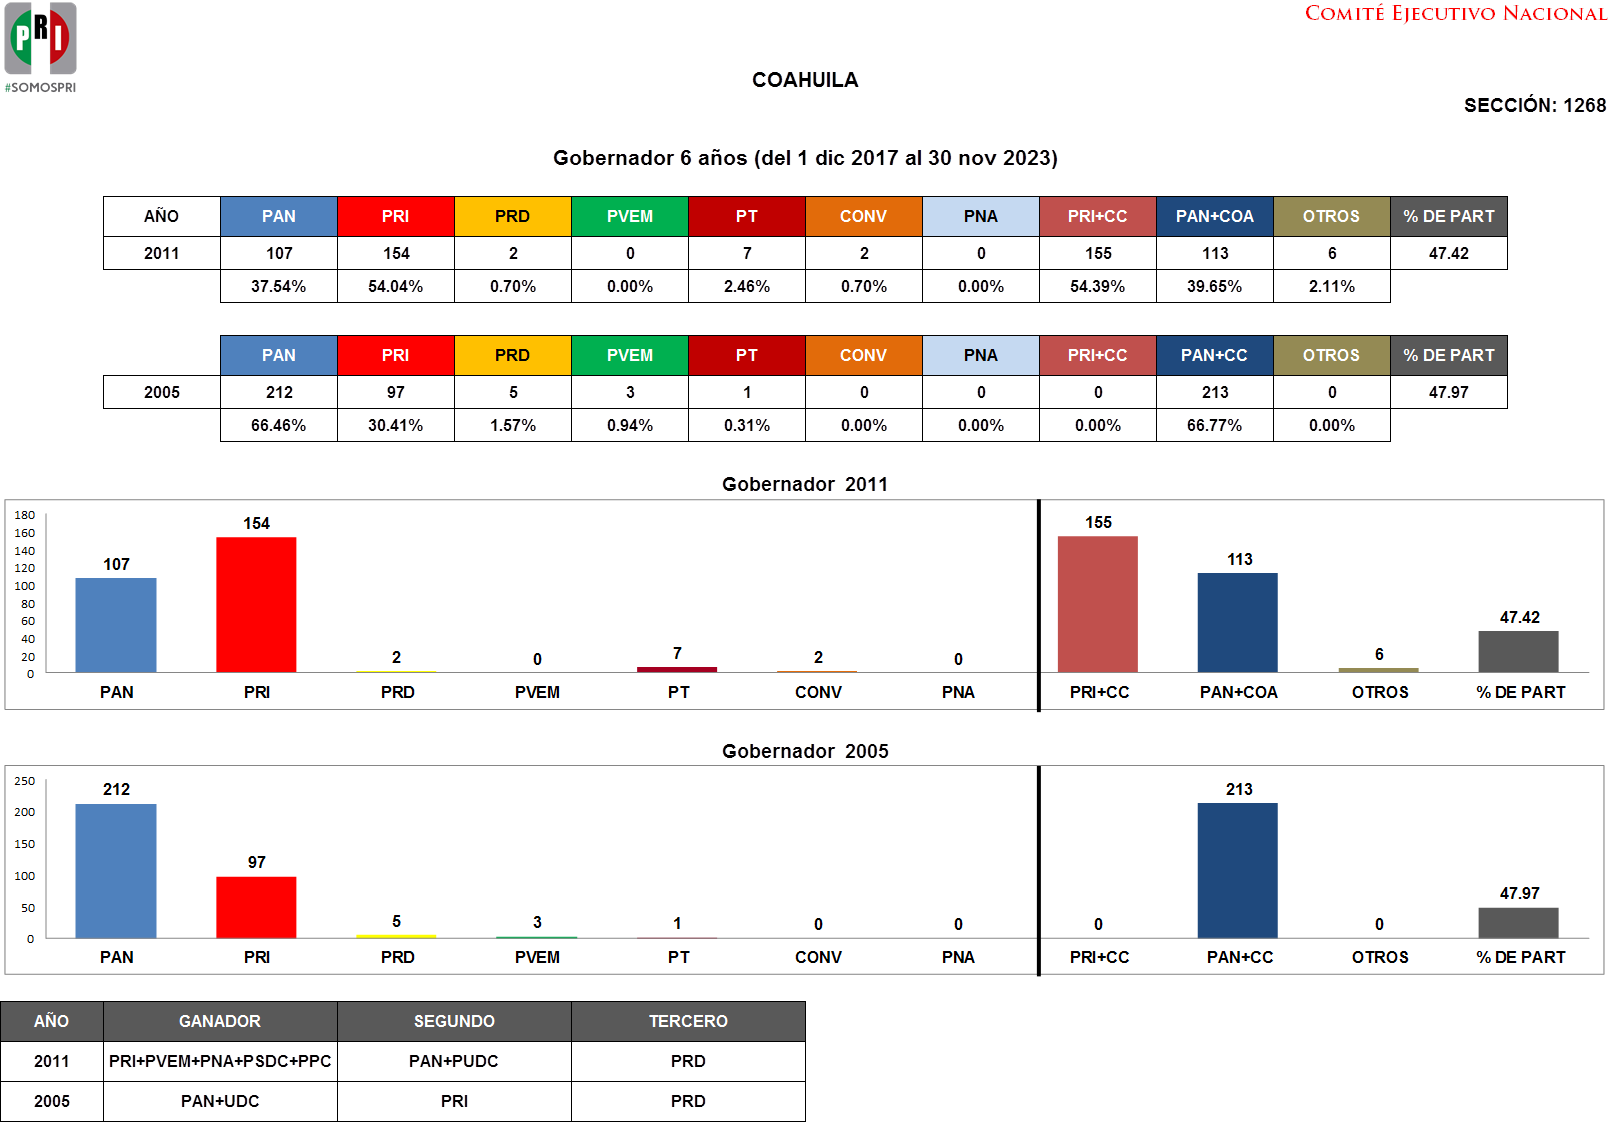 PRI
COMITÉ EJECUTIVO NACIONAL
#SOMOSPRI
COAHUILA
SECCIÓN: 1268
Gobernador 6 años (del 1 dic 2017 al 30 nov 2023)
AÑO PAN PRI PRD PVEM PT CONV PNA PRI+CC PAN+COA OTROS % DE PART
2011 107 154 2 0 7 2 0 155 113 6 47.42
37.54% 54.04% 0.70% 0.00% 2.46% 0.70% 0.00% 54.39% 39.65% 2.11%
PAN PRI PRD PVEM PT CONV PNA PRI+CC PAN+CC OTROS % DE PART
2005 212 97 5 3 1 0 0 0 213 0 47.97
66.46% 30.41% 1.57% 0.94% 0.31% 0.00% 0.00% 0.00% 66.77% 0.00%
Gobernador 2011
180
160
140
120
100
80
60
40
20
0
107 154 2 0 7 2 0 155 113 6 47.42
PAN PRI PRD PVEM PT CONV PNA PRI+CC PAN+COA OTROS % DE PART
Gobernador 2005
250
200
150
100
50
0
212 97 5 3 1 0 0 0 213 0 47.97
PAN PRI PRD PVEM PT CONV PNA PRI+CC PAN+CC OTROS % DE PART
AÑO GANADOR SEGUNDO TERCERO
2011 PRI+PVEM+PNA+PSDC+PPC PAN+PUDC PRD
2005 PAN+UDC PRI PRD